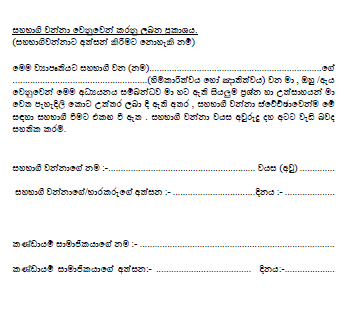 සහභාගී වන්නා වෙනුවෙන් කරනු ලබන ප්‍රකාශය.
(සහභාගිවන්නාට අත්සන් කිරීමට නොහැකි නම්)
මෙම ව්‍යාපෘතියට සහභාගී වන (නම)..............................................................ගේ
................................................(හිමිකාරිත්වය හෝ ඥාතිත්වය) වන මා , ඔහු /ඇය
වෙනුවෙන් මෙම අධ්‍යයනය සම්බන්ධව මා හට ඇති සියලුම ප්‍රශ්න හා උත්සාහයන් මා
වෙත පැහැදිලි කොට උත්තර ලබා දී ඇති අතර , සහභාගී වන්නා ස්වේච්ඡාවෙන්ම මේ
සඳහා සහභාගී වීමට එකඟ වී ඇත . සහභාගී වන්නා වයස අවුරුදු දහ අටට වැඩි බවද
සහතික කරමි.
සහභාගී වන්නාගේ නම :-...................................................... වයස (අවු) ..............
සහභාගී වන්නාගේ/භාරකරුගේ අත්සන :- ..............................දිනය :- ...................
කණ්ඩායම් සාමාජිකයාගේ නම :- ......................................................................
කණ්ඩායම් සාමාජිකයාගේ අත්සන:- ................................... දිනය:-...................